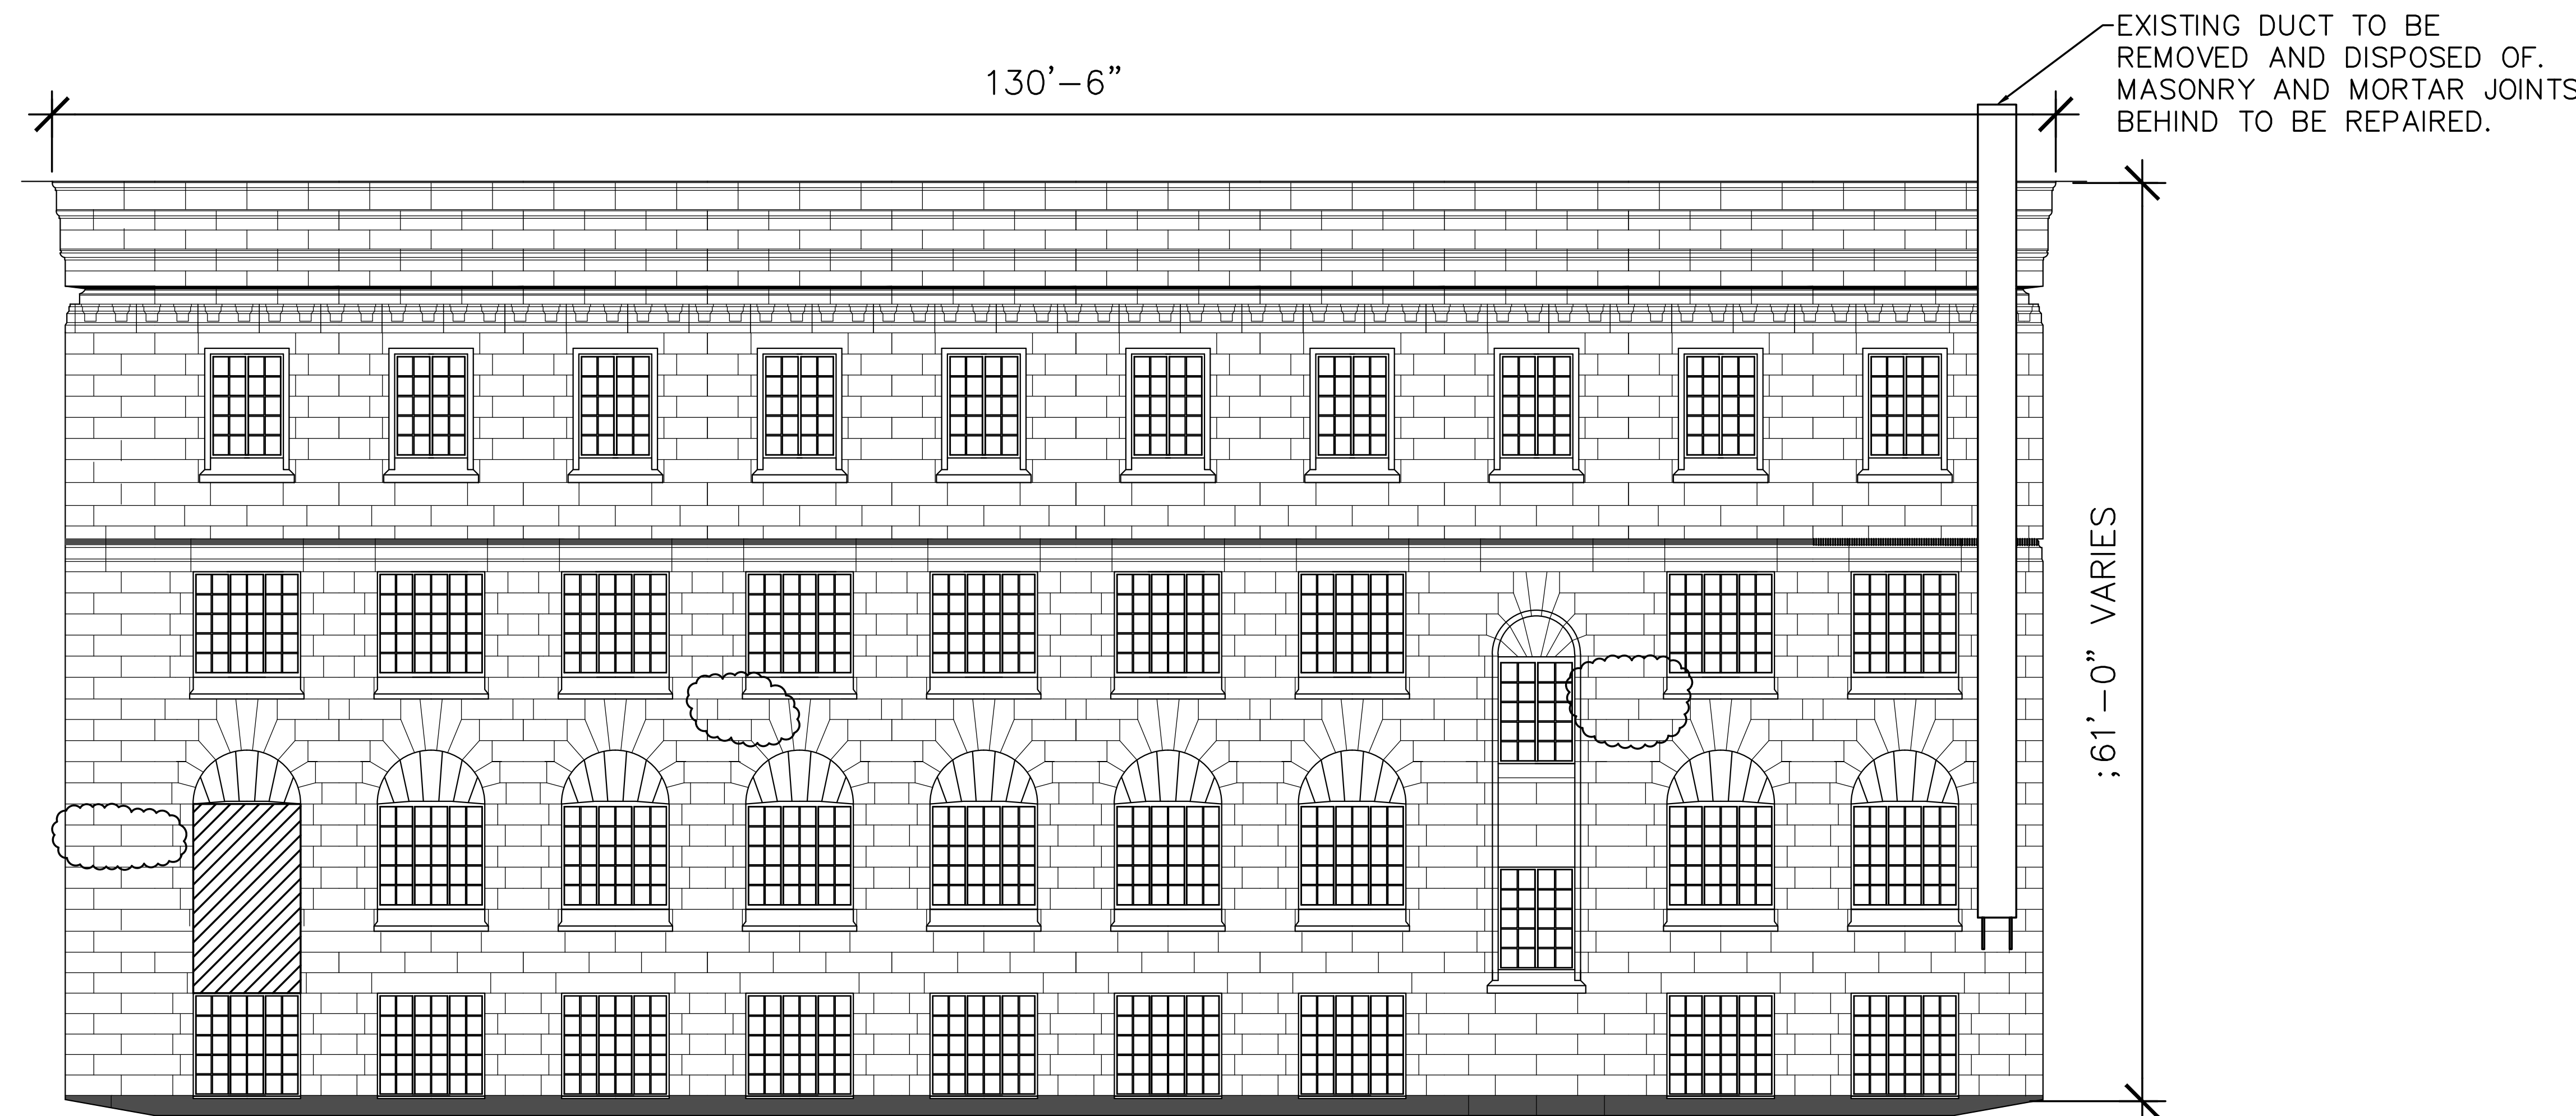 130'-6"
EXISTING DUCT TO BE
REMOVED AND DISPOSED OF.
MASONRY AND MORTAR JOINTS
BEHIND TO BE REPAIRED.
;61'-0" VARIES